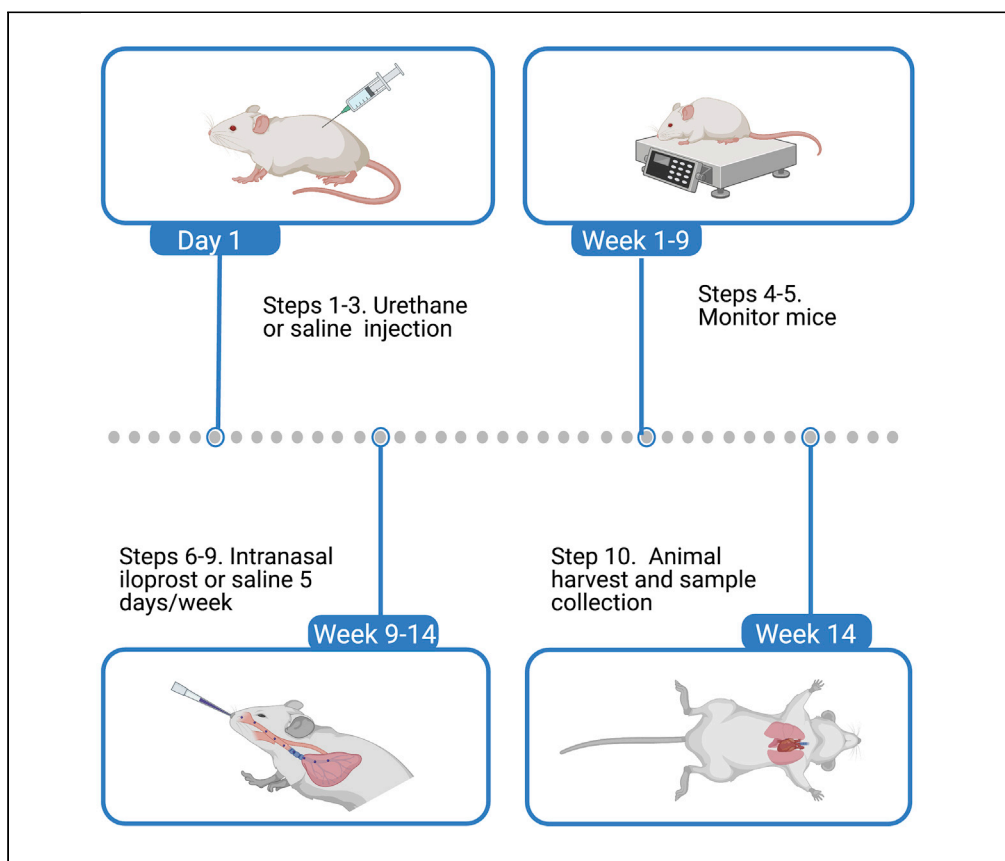 Day 1
Steps 1-3. Urethane
or saline injection
Week 1-9
Steps 4-5.
Monitor mice
Steps 6-9. Intranasal
iloprost or saline 5
days/week
Week 9-14
Step 10. Animal
harvest and sample
collection
Week 14